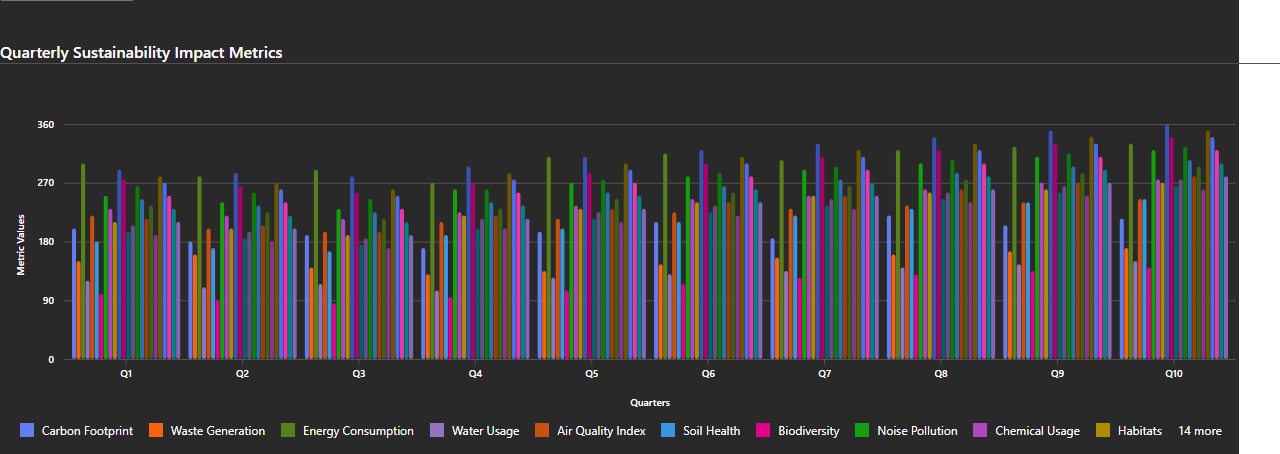 Quarterly Sustainability Impact Metrics
360
270
180
90
0
Metric Values
Q1 Q2 Q3 Q4 Q5 Q6 Q7 Q8 Q9 Q10
Quarters
Carbon Footprint Waste Generation Energy Consumption Water Usage Air Quality Index Soil Health Biodiversity Noise Pollution Chemical Usage Habitats 14 more